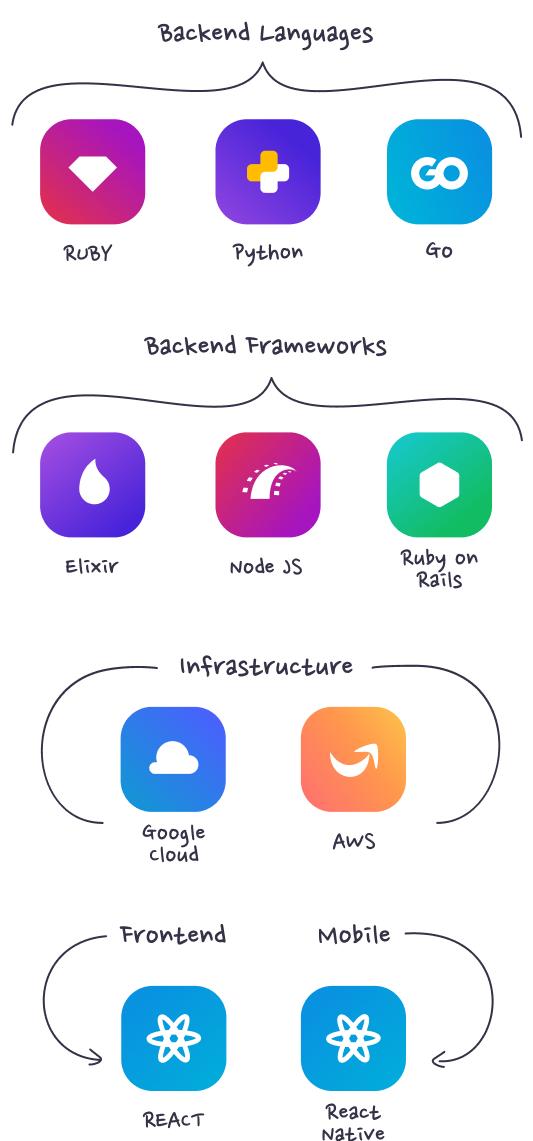 Backend Languages
GO
RUBY
Python
Go
Backend Frameworks
Elixir
Node JS
Ruby on
Rails
Infrastructure
Google
Cloud
AWS
Frontend
Mobile
REACT
React
Native